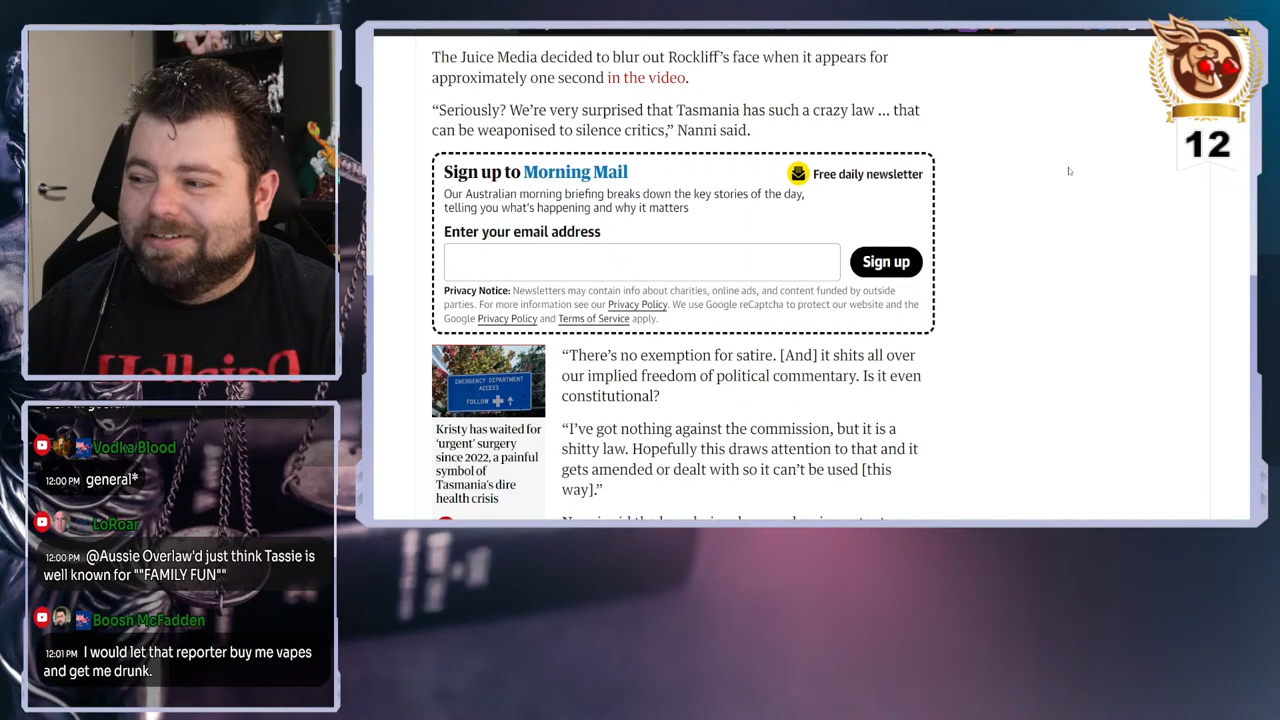 The Juice Media decided to blur out Rockliff's face when it appears for
approximately one second in the video.
“Seriously? We're very surprised that Tasmania has such a crazy law ... that
can be weaponised to silence critics,” Nanni said.
Sign up to Morning Mail
Free daily newsletter
Our Australian morning briefing breaks down the key stories of the day,
telling you what's happening and why it matters
Enter your email address
Sign up
Privacy Notice: Newsletters may contain info about charities, online ads, and content funded by outside
parties. For more information see our Privacy Policy. We use Google reCaptcha to protect our website and the
Google Privacy Policy and Terms of Service apply.
EMERGENCY DEPARTMENT
ACCESS
FOLLOW
Kristy has waited for
‘urgent’ surgery
since 2022, a painful
symbol of
Tasmania's dire
health crisis
“There's no exemption for satire. [And] it shits all over
our implied freedom of political commentary. Is it even
constitutional?
“I've got nothing against the commission, but it is a
shitty law. Hopefully this draws attention to that and it
gets amended or dealt with so it can't be used [this
way].”
12
Vodka Blood
12:00 PM general*
LoRoar
12:00 PM @Aussie Overlaw'd just think Tassie is
well known for ""FAMILY FUN""
Boosh McFadden
12:01 PM I would let that reporter buy me vapes
and get me drunk.